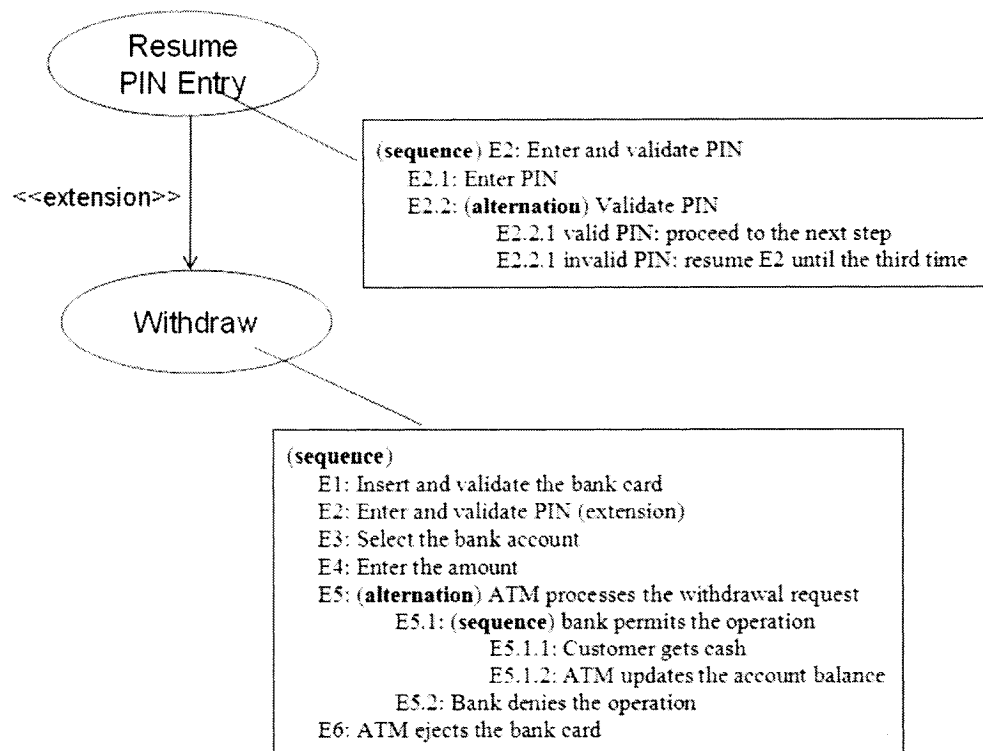 Resume
PIN Entry
(sequence) E2: Enter and validate PIN
E2.1: Enter PIN
E2.2: (alternation) Validate PIN
E2.2.1 valid PIN: proceed to the next step
E2.2.1 invalid PIN: resume E2 until the third time
<<extension>>
Withdraw
(sequence)
E1: Insert and validate the bank card
E2: Enter and validate PIN (extension)
E3: Select the bank account
E4: Enter the amount
E5: (alternation) ATM processes the withdrawal request
E5.1: (sequence) bank permits the operation
E5.1.1: Customer gets cash
E5.1.2: ATM updates the account balance
E5.2: Bank denies the operation
E6: ATM ejects the bank card